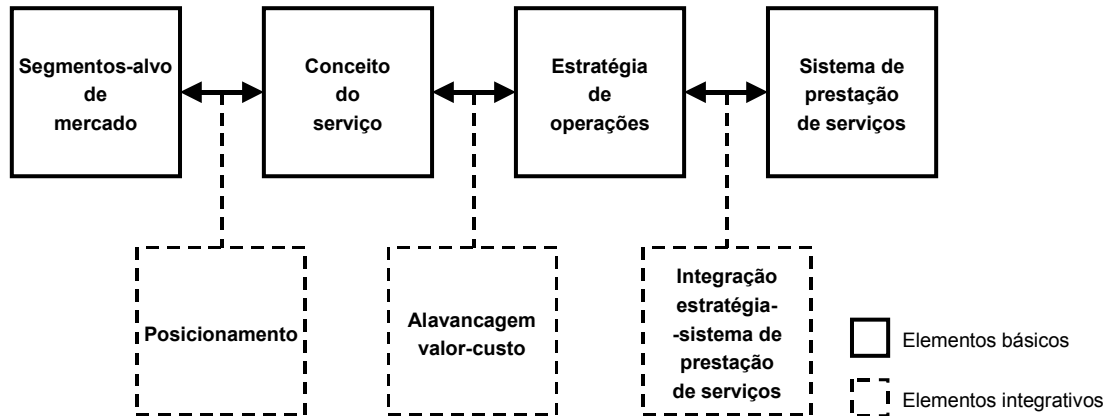 Segmentos-alvo
de
mercado
Conceito
do
serviço
Estratégia
de
operações
Sistema de
prestação
de serviços
Posicionamento
Alavancagem
valor-custo
Integração
estratégia-
-sistema de
prestação
de serviços
Elementos básicos
Elementos integrativos